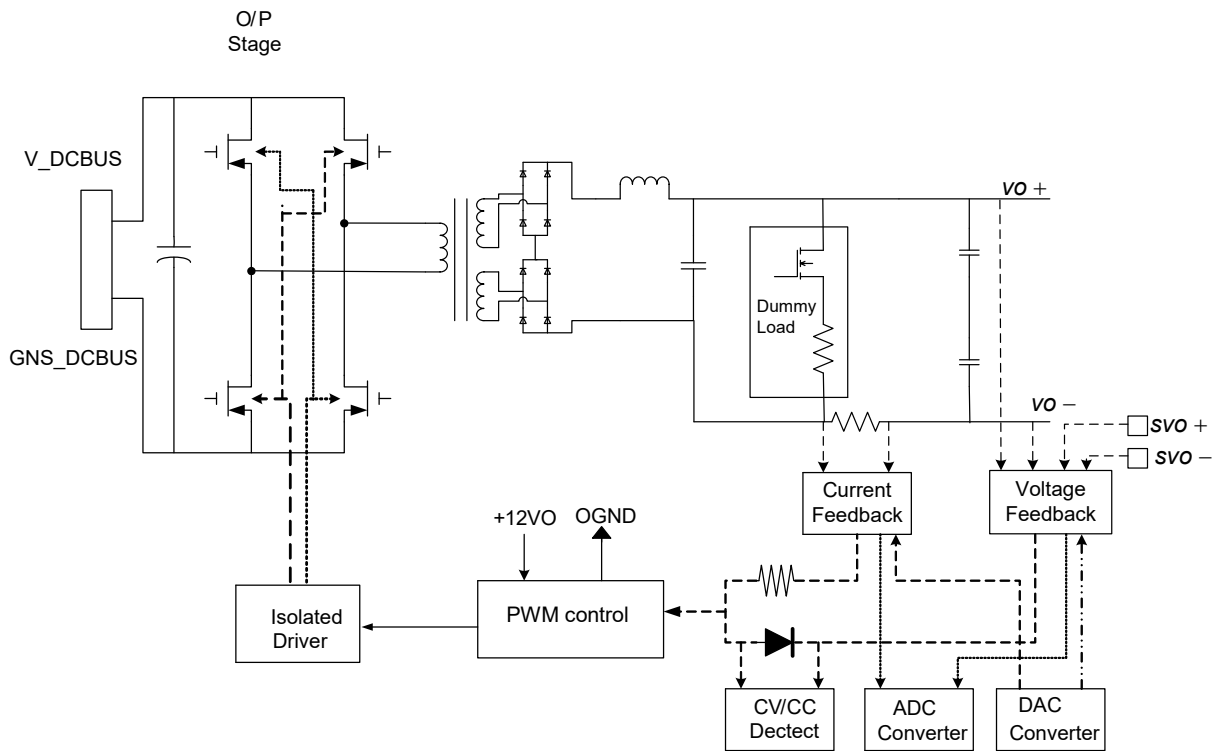 O/P
Stage
V_DCBUS
GNS_DCBUS
VO +
Dummy
Load
VO −
SVO +
SVO −
Current
Feedback
Voltage
Feedback
+12VO
OGND
Isolated
Driver
PWM control
CV/CC
Dectect
ADC
Converter
DAC
Converter